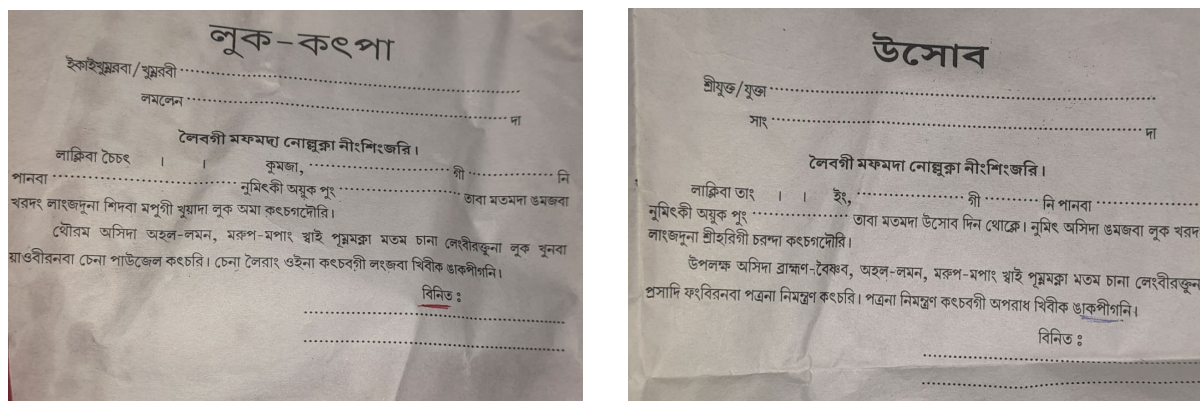 লূক-কৎপা
ইকাইখুম্নরবা/খুম্নরবী ........................................
লমলেন ........................................ দা
লৈবগী মফমদা নোল্লুক্না নীংশিংজরি।
লাক্লিবা চৈচৎ । । কুমজা, .............................. গী .............. নি
পানবা .............................. নুমিৎকী অয়ুক পুং .................... তাবা মতমদা ঙমজবা
খরদং লাংজদুনা শিদবা মপুগী খুয়াদা লূক অমা কৎচগদৌরি।
থৌরম অসিদা অহল-লমন, মরুপ-মপাং খ্বাই পুন্নমক্না মতম চানা লেংবীরক্তুনা লূক খুনবা
য়াওবীরনবা চেনা পাউজেল কৎচরি। চেনা লৈরাং ওইনা কৎচবগী লংজবা থিবীক ঙাকপীগনি।
বিনিত ঃ
........................................
........................................
উসোব
শ্রীযুক্ত/যুক্তা ........................................
সাং ........................................ দা
লৈবগী মফমদা নোল্লুক্না নীংশিংজরি।
লাক্লিবা তাং । । ইং, .................... গী .............. নি পানবা ....................
নুমিৎকী অয়ুক পুং .................... তাবা মতমদা উসোব দিন থোক্লে। নুমিৎ অসিদা ঙমজবা লূক খরদং
লাংজদুনা শ্রীহরিগী চরন্দা কৎচগদৌরি।
উপলক্ষ অসিদা ব্রাহ্মণ-বৈষ্ণব, অহল-লমন, মরুপ-মপাং খ্বাই পুন্নমক্না মতম চানা লেংবীরক্তুনা
প্রসাদি ফংবিরনবা পত্রনা নিমন্ত্রণ কৎচরি। পত্রনা নিমন্ত্রণ কৎচবগী অপরাধ থিবীক ঙাকপীগনি।
বিনিত ঃ
........................................
........................................